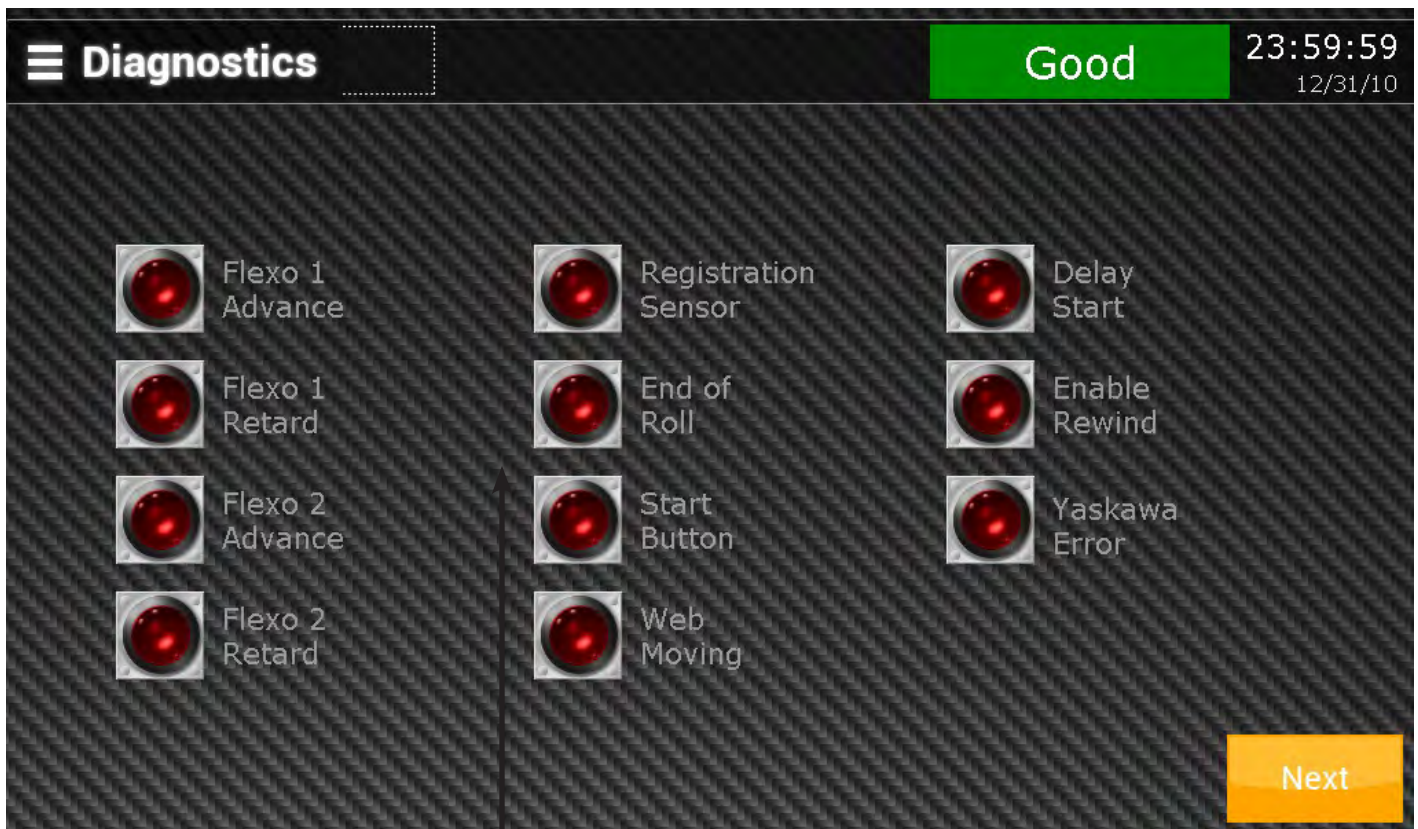 Diagnostics
Good
23:59:59
12/31/10
Flexo 1
Advance
Flexo 1
Retard
Flexo 2
Advance
Flexo 2
Retard
Registration
Sensor
End of
Roll
Start
Button
Web
Moving
Delay
Start
Enable
Rewind
Yaskawa
Error
Next